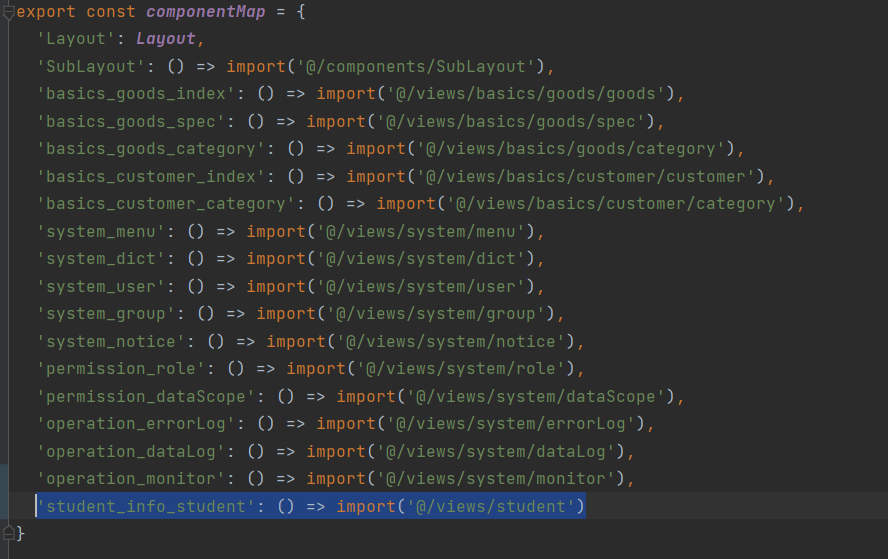 export const componentMap = {
  'Layout': Layout,
  'SubLayout': () => import('@/components/SubLayout'),
  'basics_goods_index': () => import('@/views/basics/goods/goods'),
  'basics_goods_spec': () => import('@/views/basics/goods/spec'),
  'basics_goods_category': () => import('@/views/basics/goods/category'),
  'basics_customer_index': () => import('@/views/basics/customer/customer'),
  'basics_customer_category': () => import('@/views/basics/customer/category'),
  'system_menu': () => import('@/views/system/menu'),
  'system_dict': () => import('@/views/system/dict'),
  'system_user': () => import('@/views/system/user'),
  'system_group': () => import('@/views/system/group'),
  'system_notice': () => import('@/views/system/notice'),
  'permission_role': () => import('@/views/system/role'),
  'permission_dataScope': () => import('@/views/system/dataScope'),
  'operation_errorLog': () => import('@/views/system/errorLog'),
  'operation_dataLog': () => import('@/views/system/dataLog'),
  'operation_monitor': () => import('@/views/system/monitor'),
  'student_info_student': () => import('@/views/student')
}